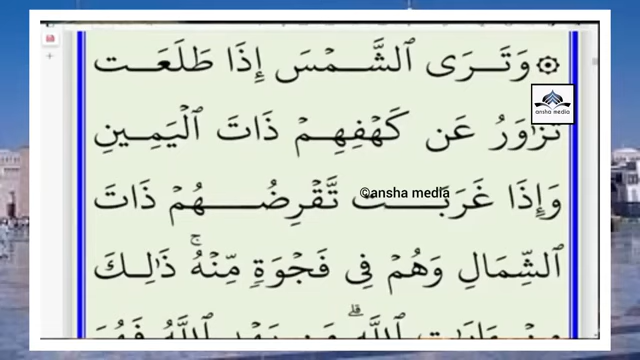 ۞ وَتَرَى ٱلشَّمۡسَ إِذَا طَلَعَت
تَّزَٰوَرُ عَن كَهۡفِهِمۡ ذَاتَ ٱلۡيَمِينِ
وَإِذَا غَرَبَت تَّقۡرِضُهُمۡ ذَاتَ
ٱلشِّمَالِ وَهُمۡ فِي فَجۡوَةٖ مِّنۡهُۚ ذَٰلِكَ
ansha media
©ansha media